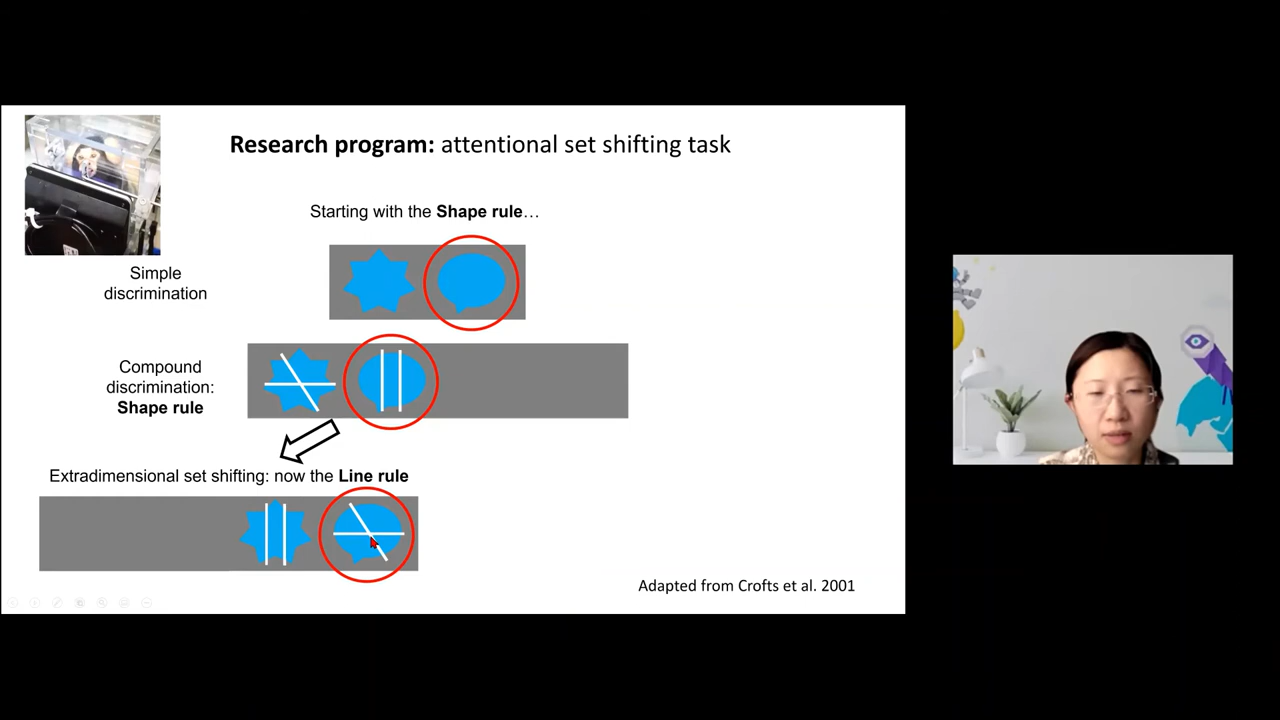 Research program: attentional set shifting task
Starting with the Shape rule…
Simple
discrimination
Compound
discrimination:
Shape rule
Extradimensional set shifting: now the Line rule
Adapted from Crofts et al. 2001